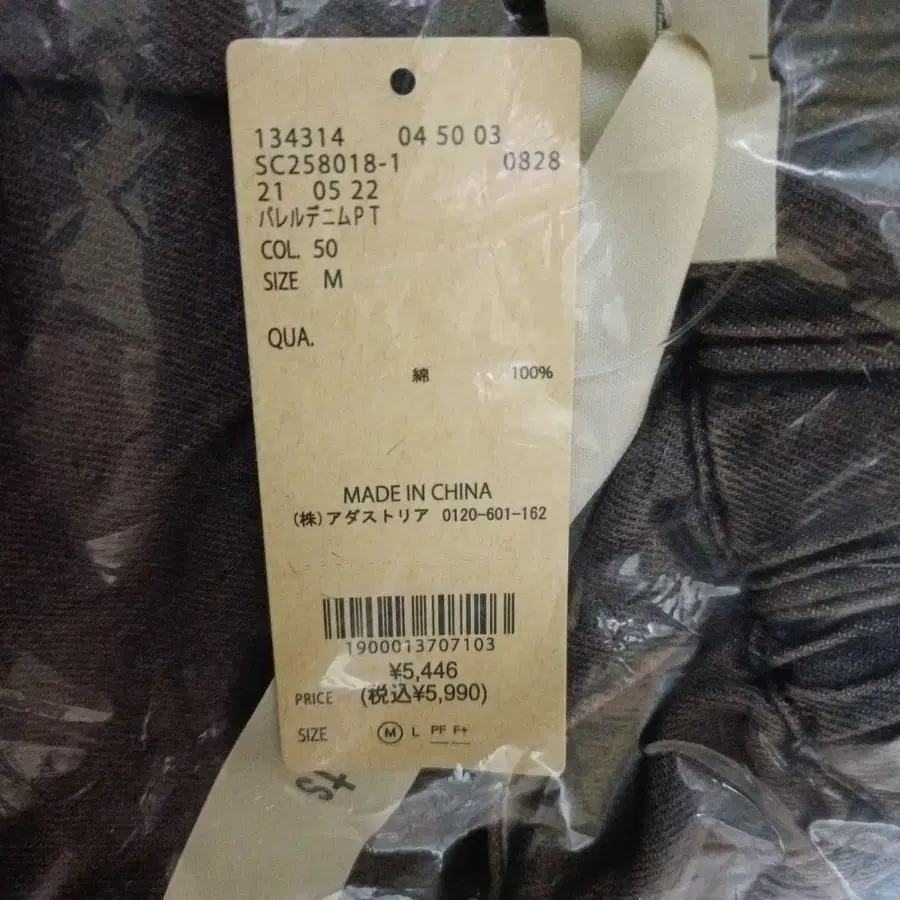 134314 04 50 03
SC258018-1 0828
21 05 22
バレルデニムPT
COL. 50
SIZE M
QUA.
綿 100%
MADE IN CHINA
(株)アダストリア 0120-601-162
1900013707103
¥5,446
PRICE (税込¥5,990)
SIZE M L PF F+